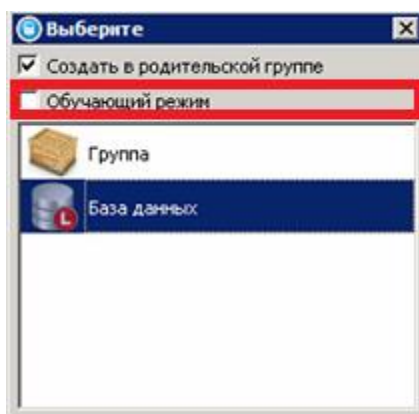 Выберите
Создать в родительской группе
Обучающий режим
Группа
База данных
L